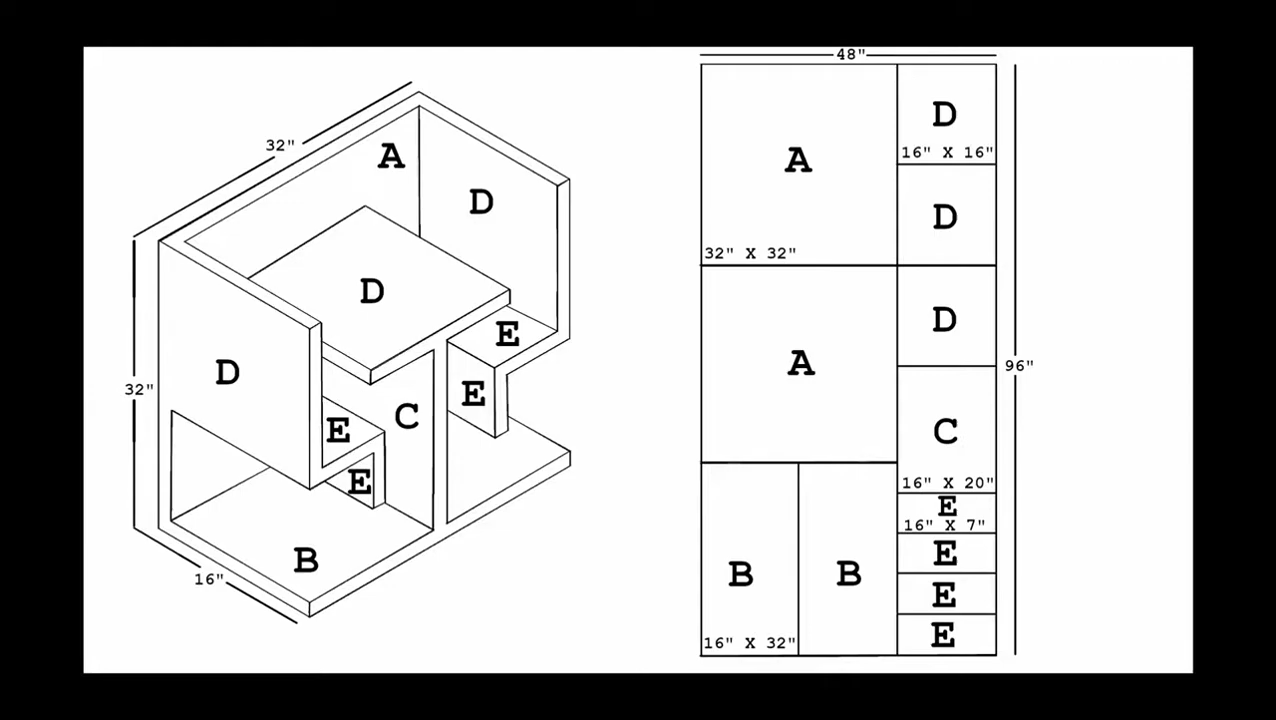 32"
A
D
D
E
D
E
C
32"
E
E
B
16"
48"
A
32" X 32"
D
16" X 16"
D
A
D
96"
C
16" X 20"
E
16" X 7"
E
E
E
B
16" X 32"
B